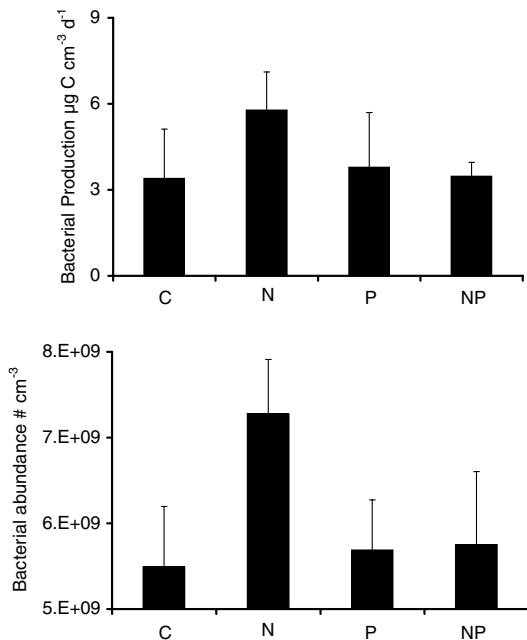 Bacterial Production µg C cm⁻³ d⁻¹
9
6
3
0
C N P NP
Bacterial abundance # cm⁻³
8.E+09
7.E+09
6.E+09
5.E+09
C N P NP